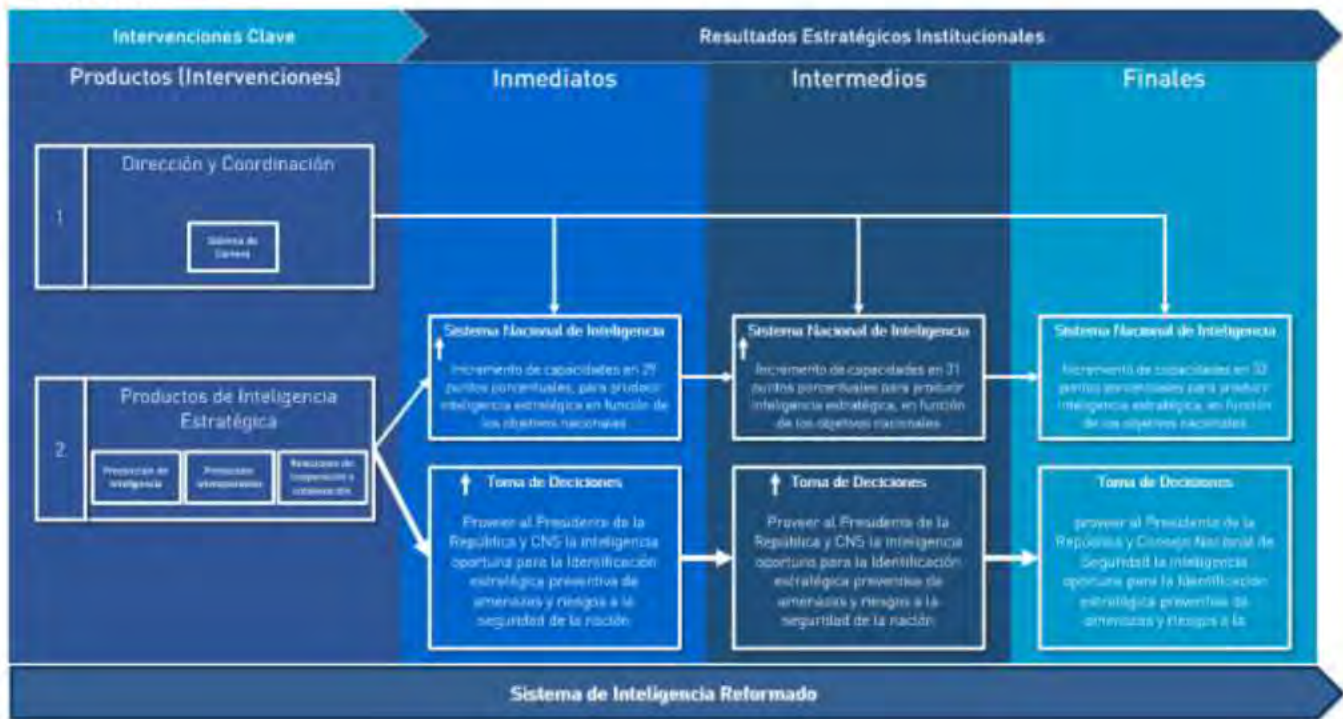 Intervenciones Clave
Resultados Estratégicos Institucionales
Productos (Intervenciones)
Inmediatos
Intermedios
Finales
1
Dirección y Coordinación
Sistema de
Carrera
Sistema Nacional de Inteligencia
Incremento de capacidades en 29
puntos porcentuales, para producir
inteligencia estratégica en función de
los objetivos nacionales
Sistema Nacional de Inteligencia
Incremento de capacidades en 31
puntos porcentuales para producir
inteligencia estratégica, en función
de los objetivos nacionales
Sistema Nacional de Inteligencia
Incremento de capacidades en 33
puntos porcentuales para producir
inteligencia estratégica, en función
de los objetivos nacionales
2
Productos de Inteligencia
Estratégica
Producción de
Inteligencia
Protocolos
Relaciones de
cooperación y
Toma de Decisiones
Proveer al Presidente de la
República y CNS la inteligencia
oportuna para la Identificación
estratégica preventiva de
amenazas y riesgos a la
seguridad de la nación
Toma de Decisiones
Proveer al Presidente de la
República y CNS la inteligencia
oportuna para la Identificación
estratégica preventiva de
amenazas y riesgos a la
seguridad de la nación
Toma de Decisiones
proveer al Presidente de la
República y Consejo Nacional de
Seguridad la inteligencia
oportuna para la Identificación
estratégica preventiva de
amenazas y riesgos a la
Sistema de Inteligencia Reformado